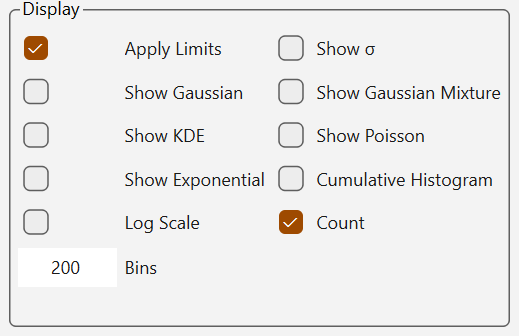 Display
Apply Limits Show σ
Show Gaussian Show Gaussian Mixture
Show KDE Show Poisson
Show Exponential Cumulative Histogram
Log Scale Count
200 Bins